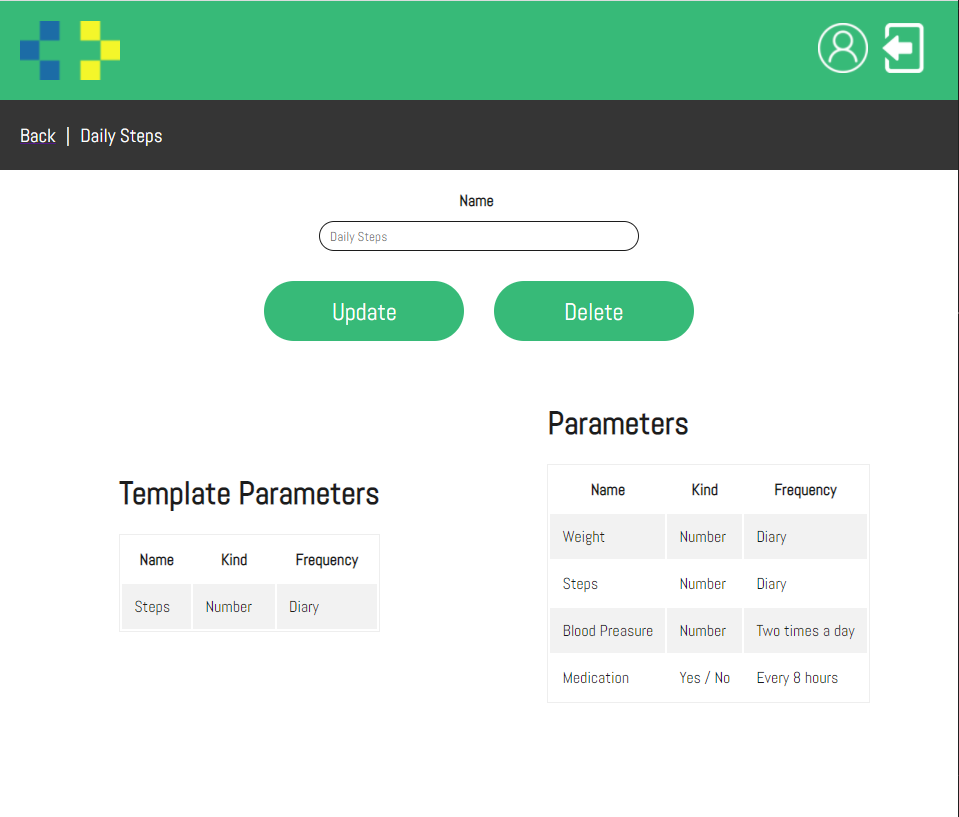 Back | Daily Steps
Name
Daily Steps
Update Delete
Template Parameters
Name Kind Frequency
Steps Number Diary
Parameters
Name Kind Frequency
Weight Number Diary
Steps Number Diary
Blood Preasure Number Two times a day
Medication Yes / No Every 8 hours